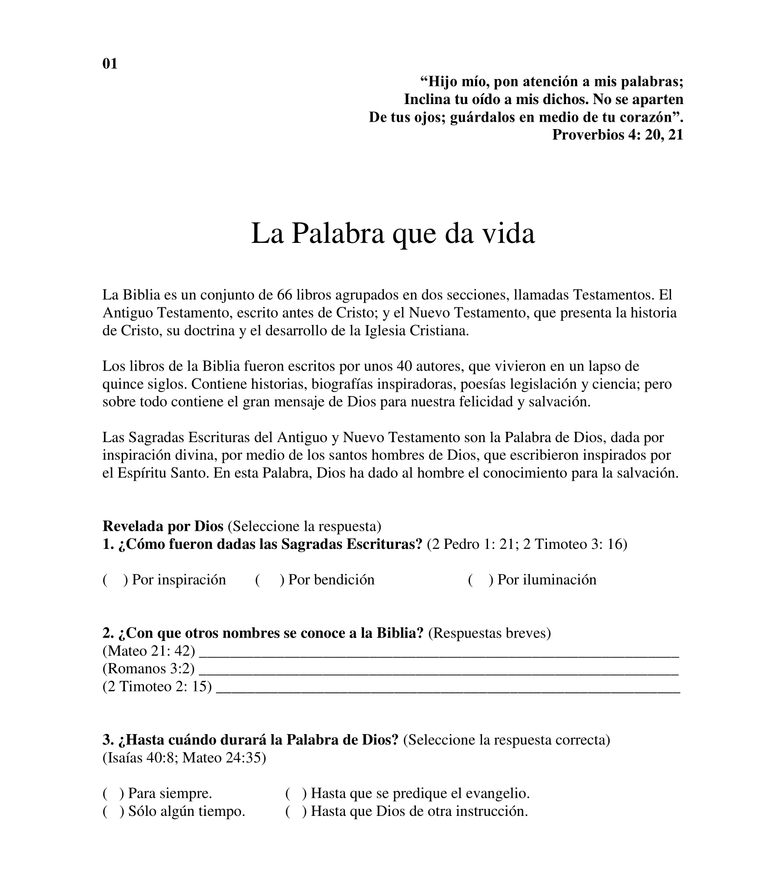 01
“Hijo mío, pon atención a mis palabras;
Inclina tu oído a mis dichos. No se aparten
De tus ojos; guárdalos en medio de tu corazón”.
Proverbios 4: 20, 21
La Palabra que da vida
La Biblia es un conjunto de 66 libros agrupados en dos secciones, llamadas Testamentos. El
Antiguo Testamento, escrito antes de Cristo; y el Nuevo Testamento, que presenta la historia
de Cristo, su doctrina y el desarrollo de la Iglesia Cristiana.
Los libros de la Biblia fueron escritos por unos 40 autores, que vivieron en un lapso de
quince siglos. Contiene historias, biografías inspiradoras, poesías legislación y ciencia; pero
sobre todo contiene el gran mensaje de Dios para nuestra felicidad y salvación.
Las Sagradas Escrituras del Antiguo y Nuevo Testamento son la Palabra de Dios, dada por
inspiración divina, por medio de los santos hombres de Dios, que escribieron inspirados por
el Espíritu Santo. En esta Palabra, Dios ha dado al hombre el conocimiento para la salvación.
Revelada por Dios (Seleccione la respuesta)
1. ¿Cómo fueron dadas las Sagradas Escrituras? (2 Pedro 1: 21; 2 Timoteo 3: 16)
(    ) Por inspiración (    ) Por bendición (    ) Por iluminación
2. ¿Con que otros nombres se conoce a la Biblia? (Respuestas breves)
(Mateo 21: 42) ____________________________________________________________
(Romanos 3:2) ____________________________________________________________
(2 Timoteo 2: 15) __________________________________________________________
3. ¿Hasta cuándo durará la Palabra de Dios? (Seleccione la respuesta correcta)
(Isaías 40:8; Mateo 24:35)
(   ) Para siempre. (   ) Hasta que se predique el evangelio.
(   ) Sólo algún tiempo. (   ) Hasta que Dios de otra instrucción.